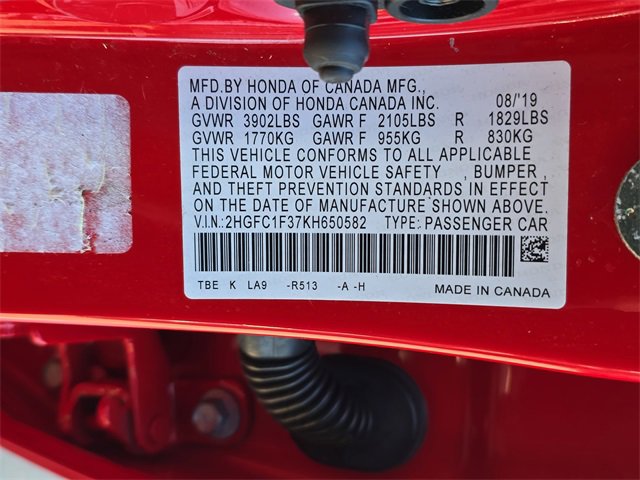 MFD.BY HONDA OF CANADA MFG.,
A DIVISION OF HONDA CANADA INC. 08/'19
GVWR 3902LBS GAWR F 2105LBS R 1829LBS
GVWR 1770KG GAWR F 955KG R 830KG
THIS VEHICLE CONFORMS TO ALL APPLICABLE
FEDERAL MOTOR VEHICLE SAFETY , BUMPER ,
AND THEFT PREVENTION STANDARDS IN EFFECT
ON THE DATE OF MANUFACTURE SHOWN ABOVE.
V.I.N.:2HGFC1F37KH650582 TYPE: PASSENGER CAR
TBE K LA9 -R513 -A -H MADE IN CANADA